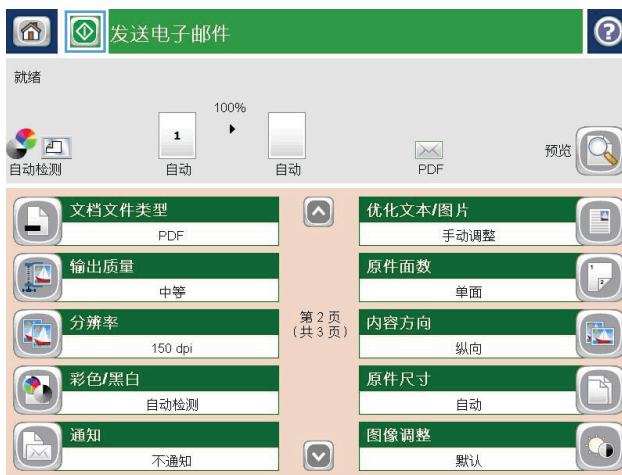 发送电子邮件
?
就绪
100%
1
自动检测
自动
自动
PDF
预览
文档文件类型
PDF
优化文本/图片
手动调整
输出质量
中等
原件面数
单面
1
2
分辨率
150 dpi
第 2 页
(共 3 页)
内容方向
纵向
彩色/黑白
自动检测
原件尺寸
自动
通知
不通知
图像调整
默认